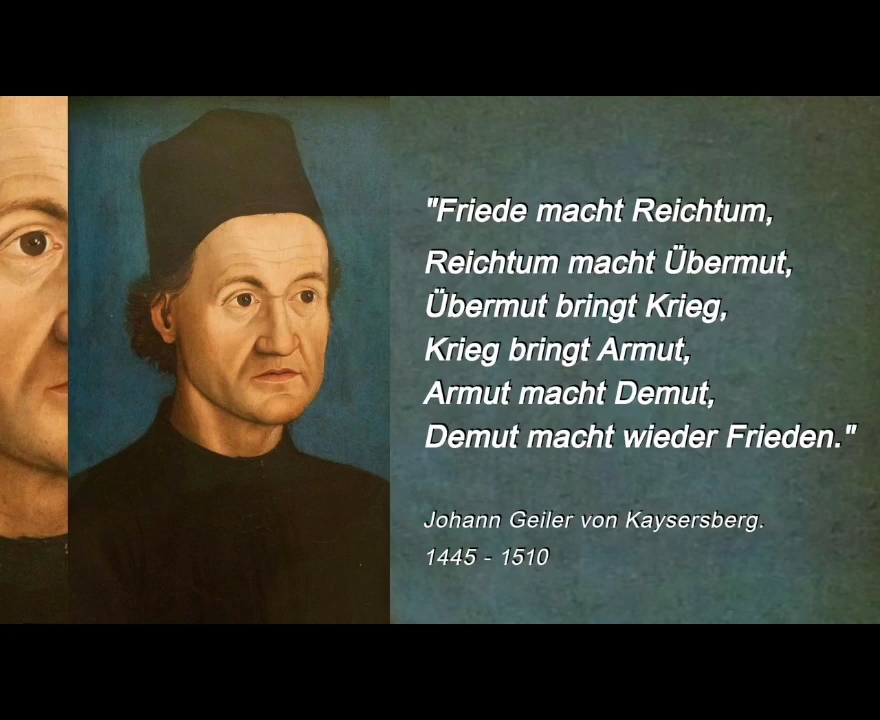 "Friede macht Reichtum,
Reichtum macht Übermut,
Übermut bringt Krieg,
Krieg bringt Armut,
Armut macht Demut,
Demut macht wieder Frieden."
Johann Geiler von Kaysersberg.
1445 - 1510